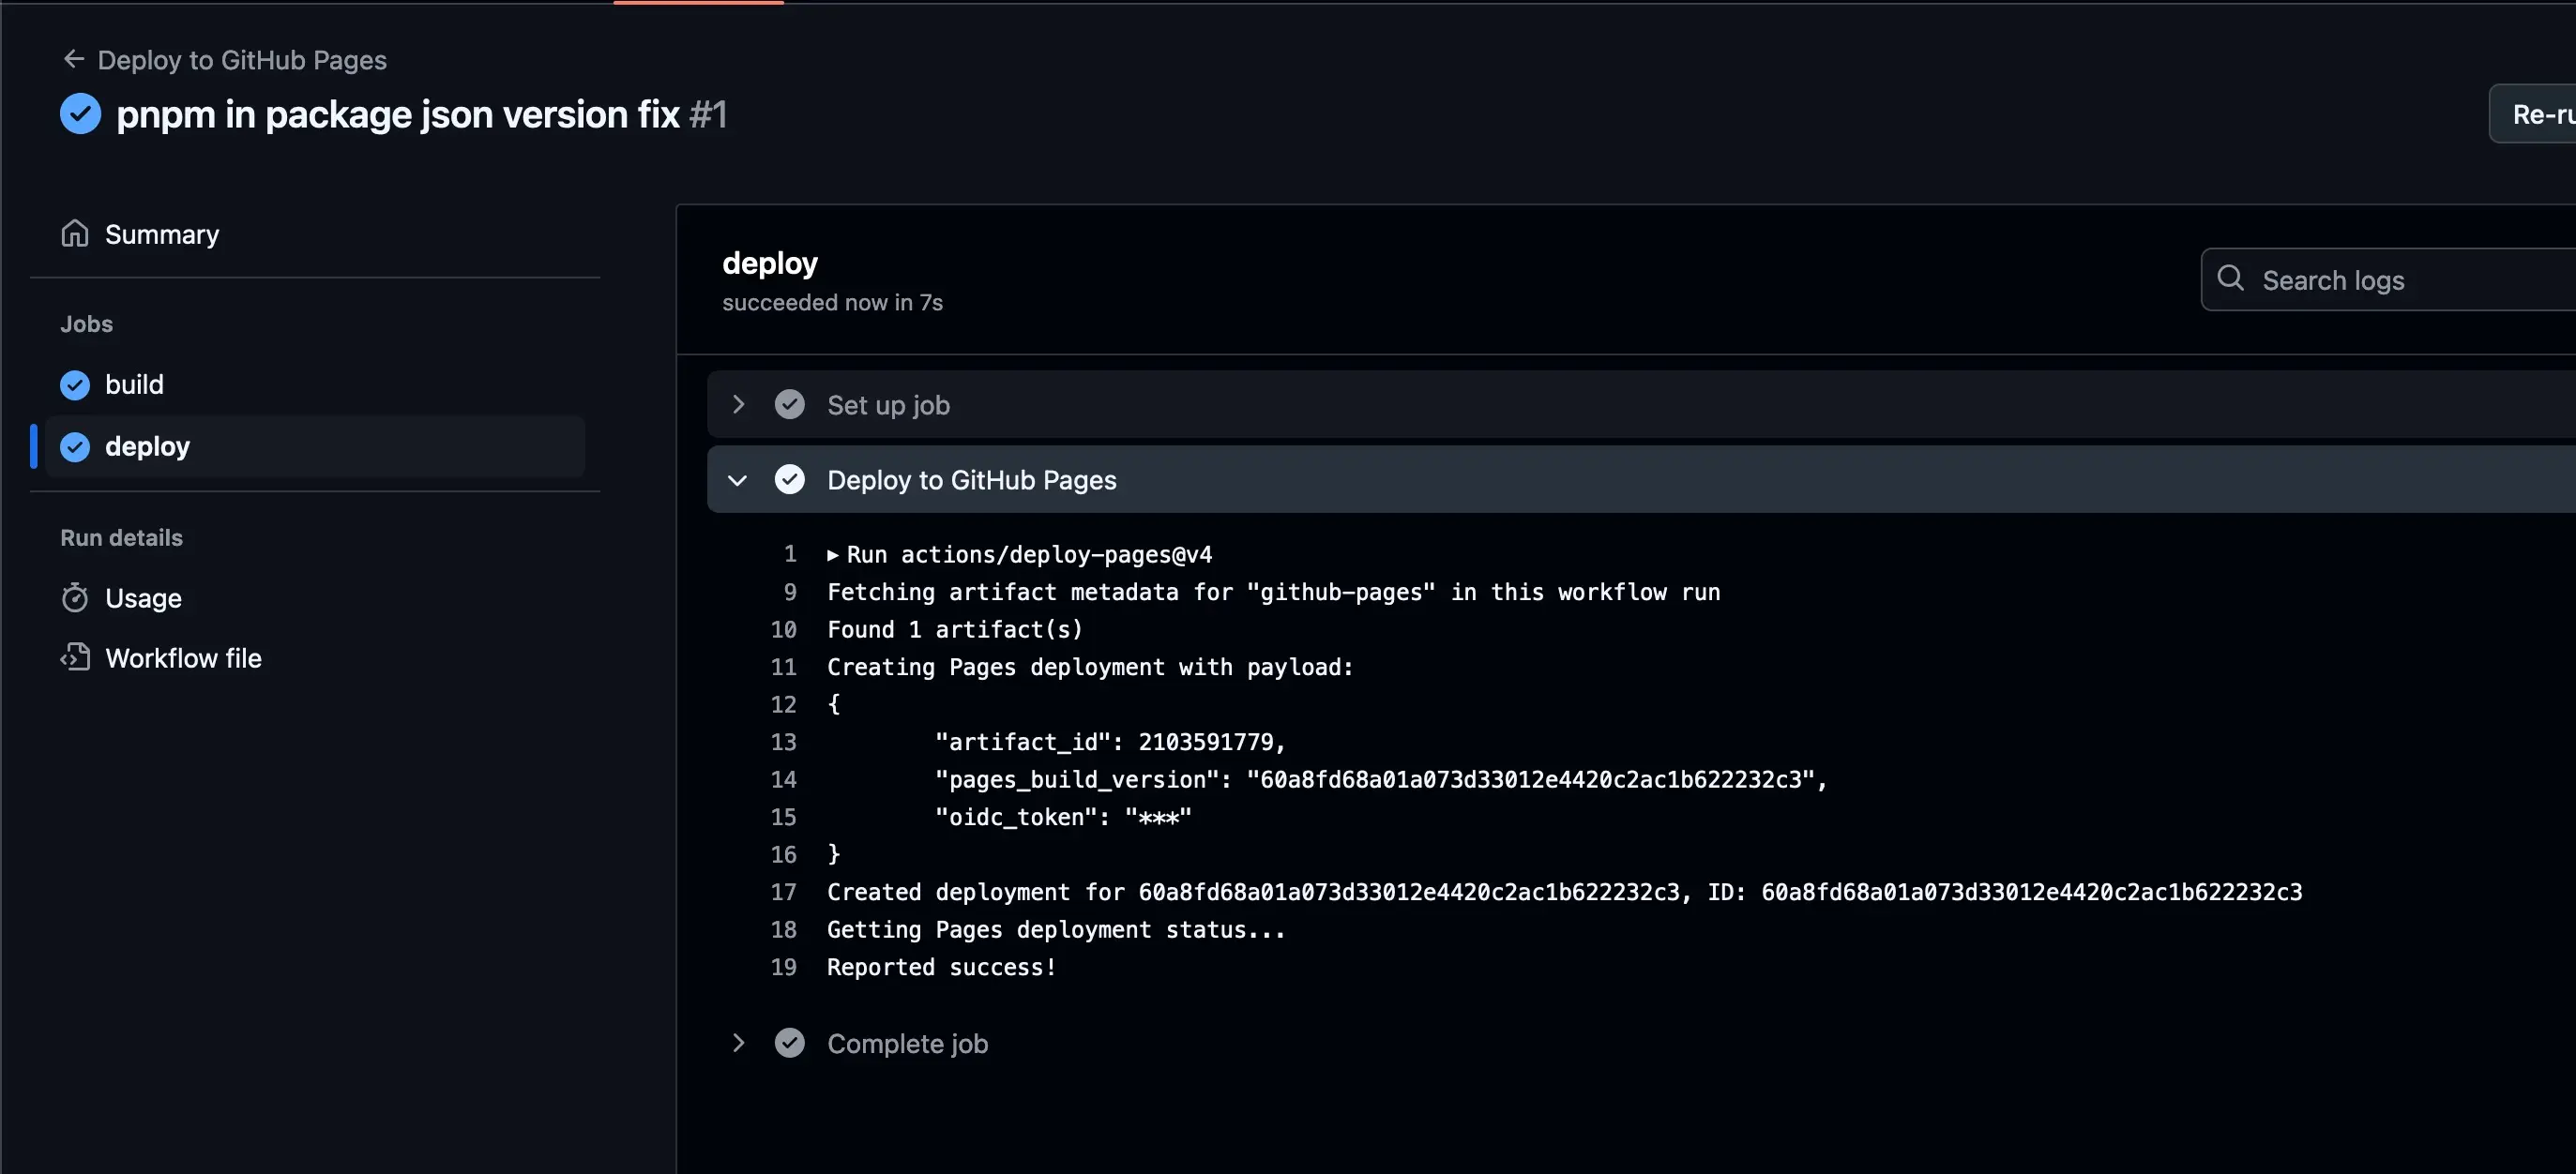 Deploy to GitHub Pages
pnpm in package json version fix #1
Summary
Jobs
build
deploy
Run details
Usage
Workflow file
deploy
succeeded now in 7s
Search logs
Set up job
Deploy to GitHub Pages
1 Run actions/deploy-pages@v4
9 Fetching artifact metadata for "github-pages" in this workflow run
10 Found 1 artifact(s)
11 Creating Pages deployment with payload:
12 {
13 "artifact_id": 2103591779,
14 "pages_build_version": "60a8fd68a01a073d33012e4420c2ac1b622232c3",
15 "oidc_token": "***"
16 }
17 Created deployment for 60a8fd68a01a073d33012e4420c2ac1b622232c3, ID: 60a8fd68a01a073d33012e4420c2ac1b622232c3
18 Getting Pages deployment status...
19 Reported success!
Complete job